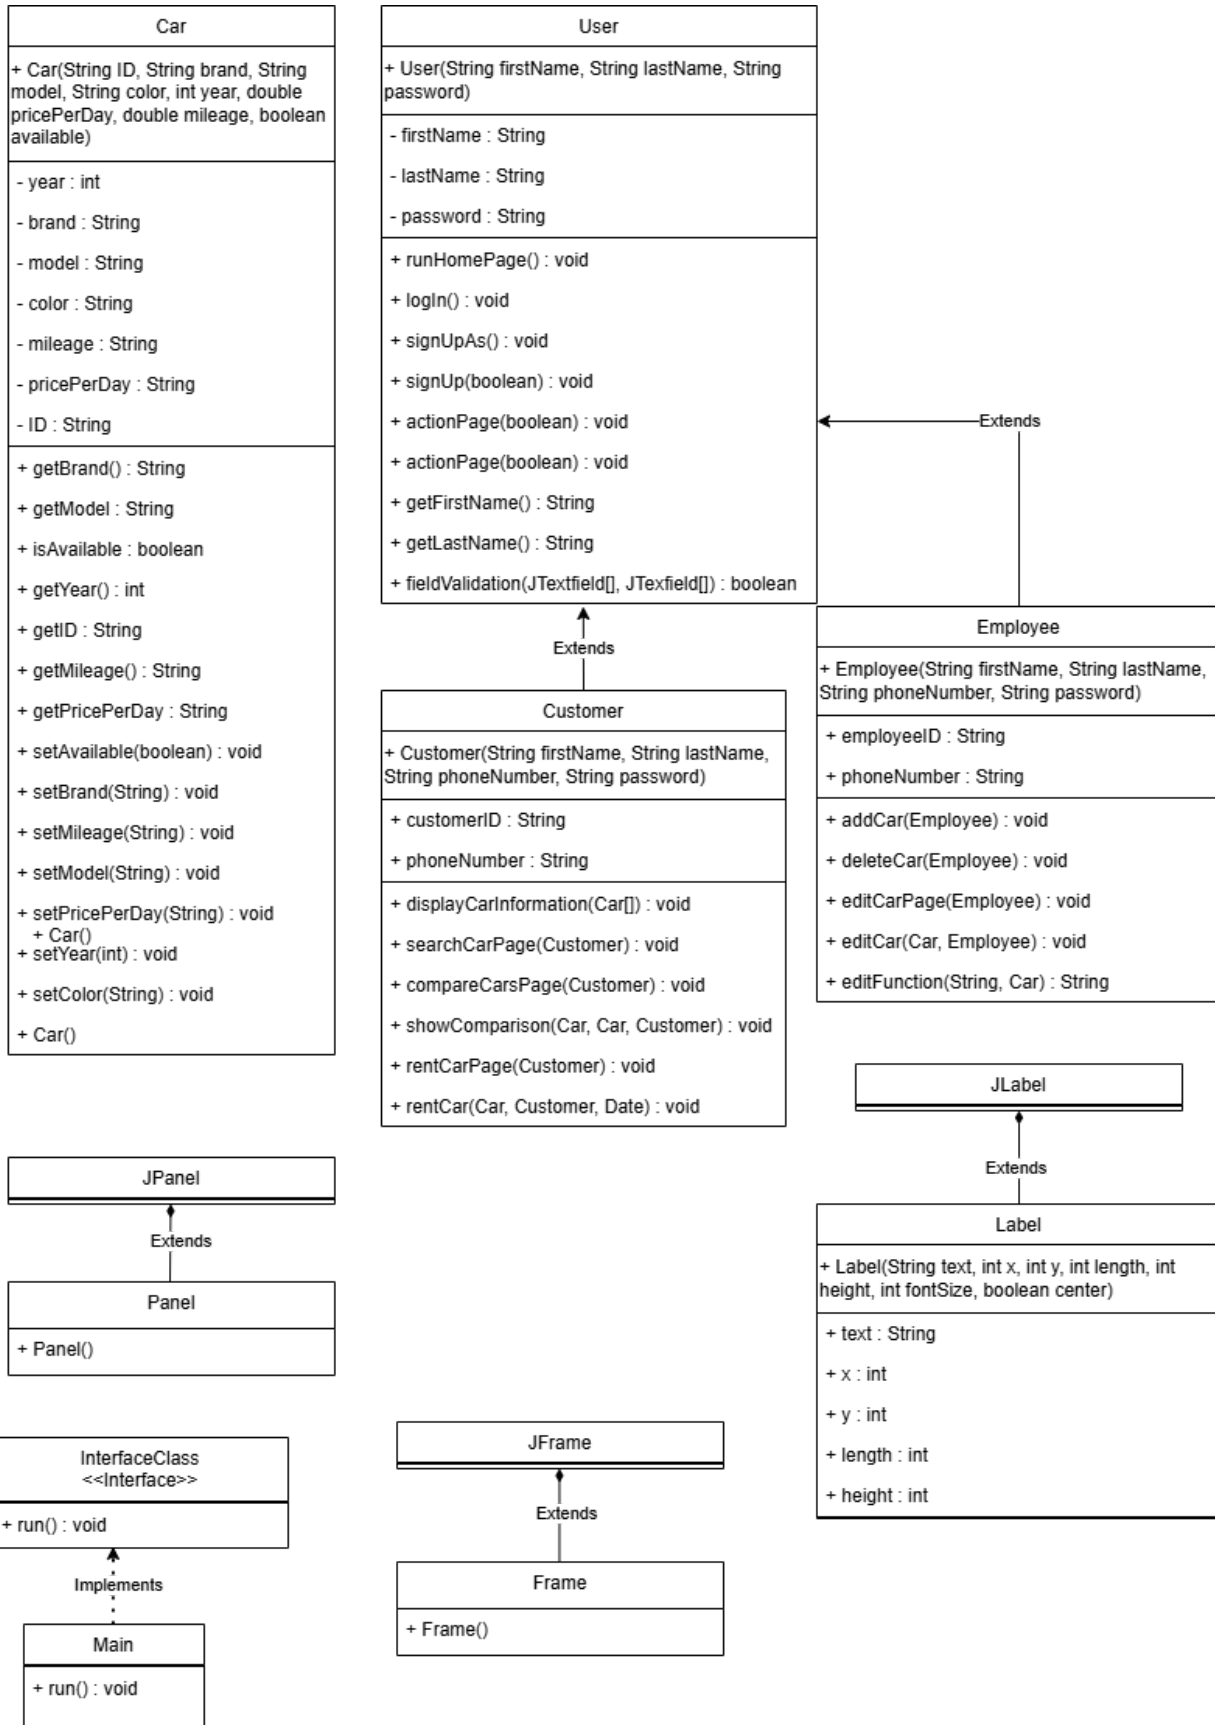 Car
+ Car(String ID, String brand, String
model, String color, int year, double
pricePerDay, double mileage, boolean
available)
- year : int
- brand : String
- model : String
- color : String
- mileage : String
- pricePerDay : String
- ID : String
+ getBrand() : String
+ getModel : String
+ isAvailable : boolean
+ getYear() : int
+ getID : String
+ getMileage() : String
+ getPricePerDay : String
+ setAvailable(boolean) : void
+ setBrand(String) : void
+ setMileage(String) : void
+ setModel(String) : void
+ setPricePerDay(String) : void
+ Car()
+ setYear(int) : void
+ setColor(String) : void
+ Car()
User
+ User(String firstName, String lastName, String
password)
- firstName : String
- lastName : String
- password : String
+ runHomePage() : void
+ logIn() : void
+ signUpAs() : void
+ signUp(boolean) : void
+ actionPage(boolean) : void
+ actionPage(boolean) : void
+ getFirstName() : String
+ getLastName() : String
+ fieldValidation(JTextfield[], JTexfield[]) : boolean
Extends
Extends
Customer
+ Customer(String firstName, String lastName,
String phoneNumber, String password)
+ customerID : String
+ phoneNumber : String
+ displayCarInformation(Car[]) : void
+ searchCarPage(Customer) : void
+ compareCarsPage(Customer) : void
+ showComparison(Car, Car, Customer) : void
+ rentCarPage(Customer) : void
+ rentCar(Car, Customer, Date) : void
Employee
+ Employee(String firstName, String lastName,
String phoneNumber, String password)
+ employeeID : String
+ phoneNumber : String
+ addCar(Employee) : void
+ deleteCar(Employee) : void
+ editCarPage(Employee) : void
+ editCar(Car, Employee) : void
+ editFunction(String, Car) : String
JLabel
Extends
Label
+ Label(String text, int x, int y, int length, int
height, int fontSize, boolean center)
+ text : String
+ x : int
+ y : int
+ length : int
+ height : int
JPanel
Extends
Panel
+ Panel()
InterfaceClass
<<Interface>>
+ run() : void
Implements
Main
+ run() : void
JFrame
Extends
Frame
+ Frame()